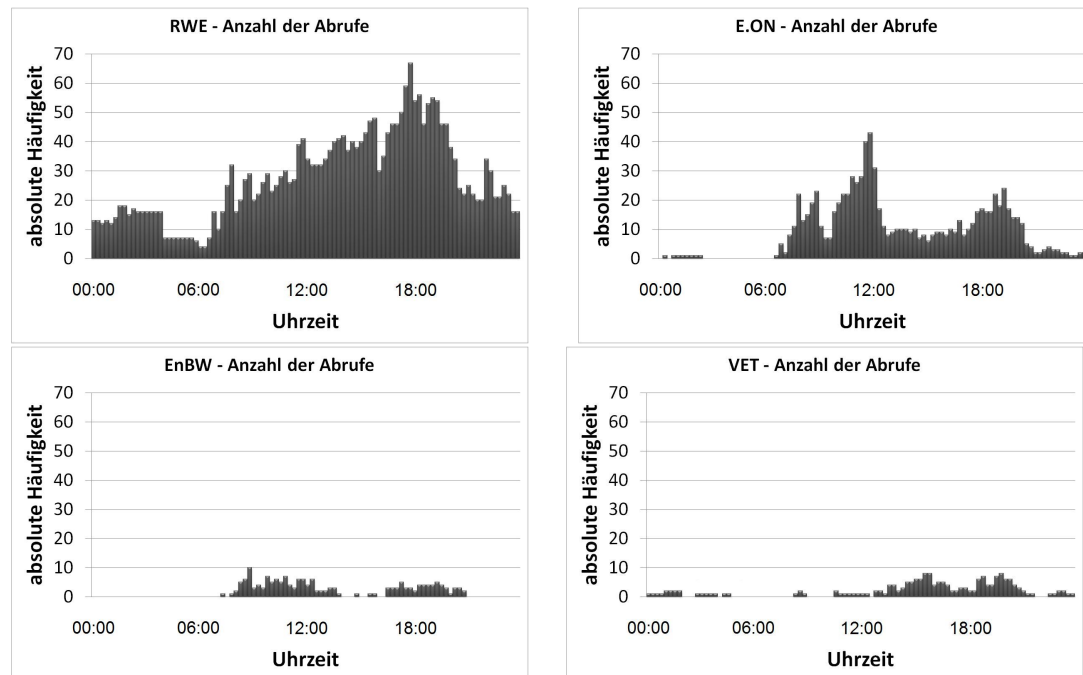 RWE - Anzahl der Abrufe
absolute Häufigkeit
70
60
50
40
30
20
10
0
00:00 06:00 12:00 18:00
Uhrzeit
E.ON - Anzahl der Abrufe
absolute Häufigkeit
70
60
50
40
30
20
10
0
00:00 06:00 12:00 18:00
Uhrzeit
EnBW - Anzahl der Abrufe
absolute Häufigkeit
70
60
50
40
30
20
10
0
00:00 06:00 12:00 18:00
Uhrzeit
VET - Anzahl der Abrufe
absolute Häufigkeit
70
60
50
40
30
20
10
0
00:00 06:00 12:00 18:00
Uhrzeit